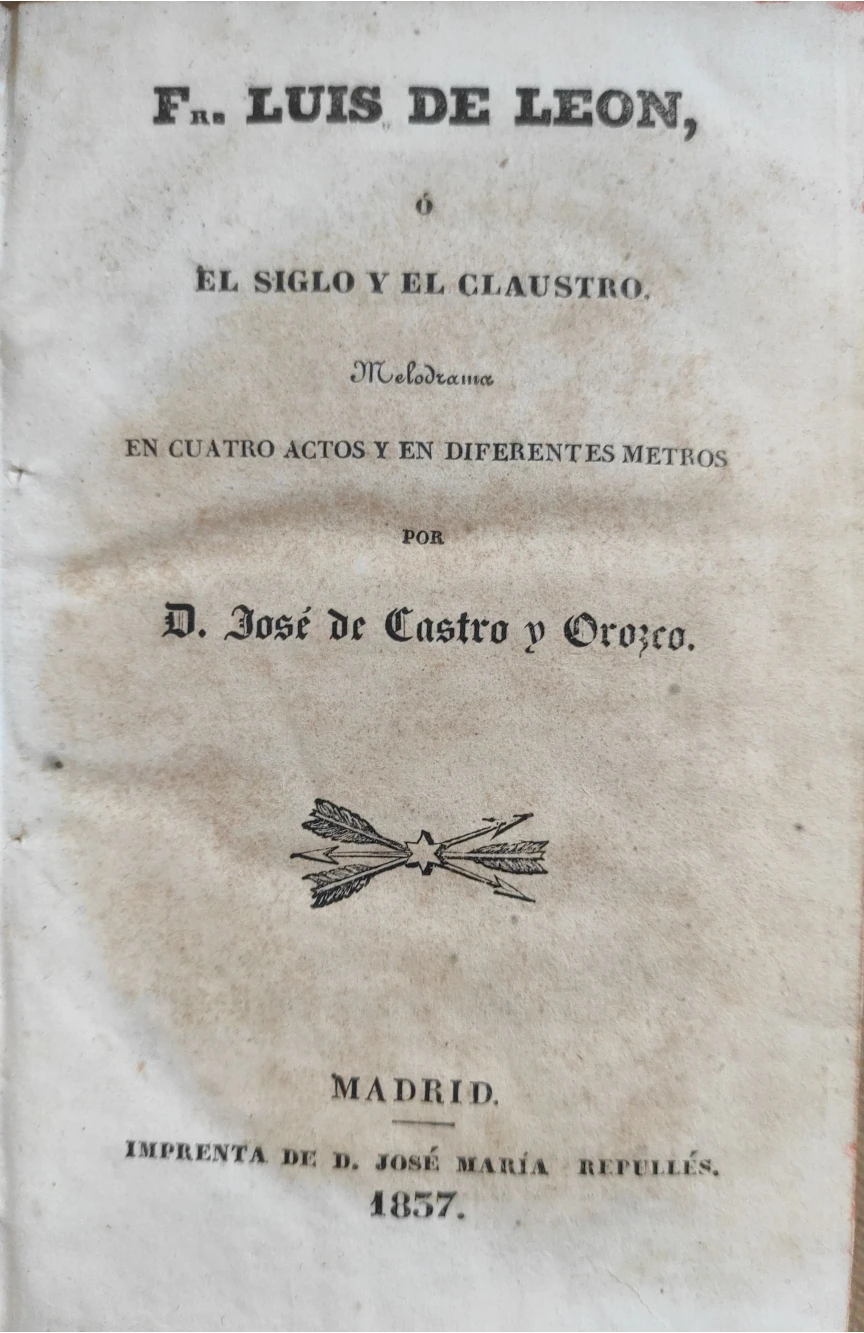 Fr. LUIS DE LEON,
Ó
EL SIGLO Y EL CLAUSTRO.
Melodrama
EN CUATRO ACTOS Y EN DIFERENTES METROS
POR
D. José de Castro y Orozco.
MADRID.
IMPRENTA DE D. JOSÉ MARÍA REPULLÉS.
1837.